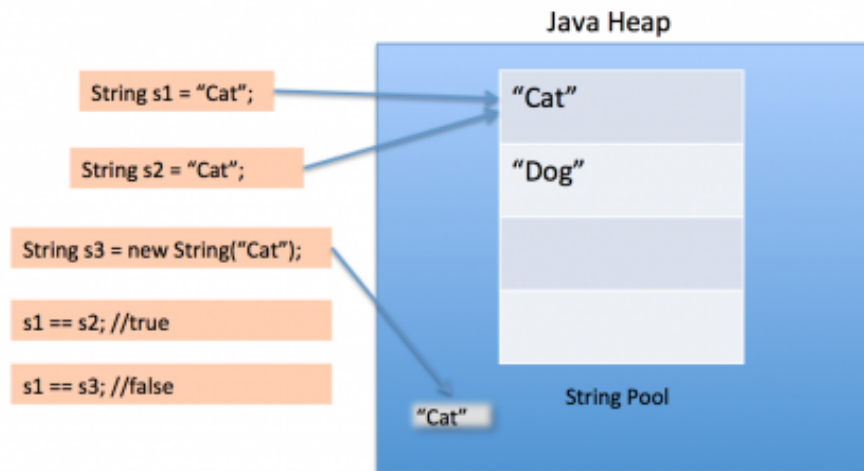 Java Heap
String s1 = “Cat”;
“Cat”
String s2 = “Cat”;
“Dog”
String s3 = new String(“Cat”);
s1 == s2; //true
s1 == s3; //false
“Cat”
String Pool